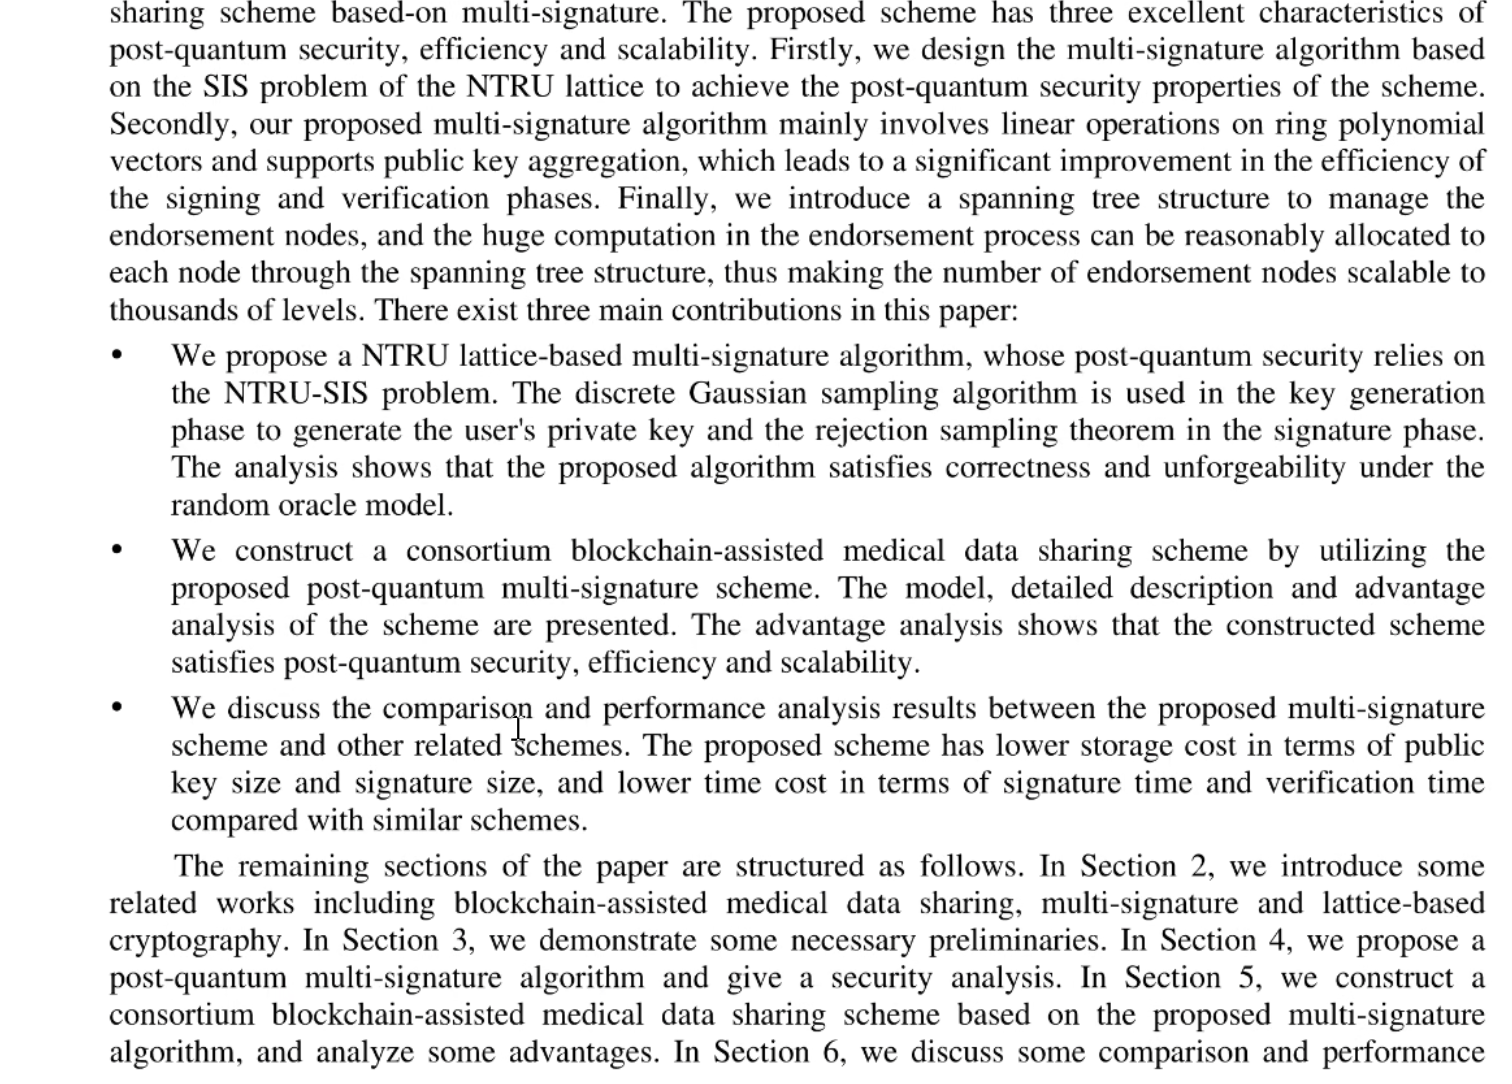 sharing scheme based-on multi-signature. The proposed scheme has three excellent characteristics of
post-quantum security, efficiency and scalability. Firstly, we design the multi-signature algorithm based
on the SIS problem of the NTRU lattice to achieve the post-quantum security properties of the scheme.
Secondly, our proposed multi-signature algorithm mainly involves linear operations on ring polynomial
vectors and supports public key aggregation, which leads to a significant improvement in the efficiency of
the signing and verification phases. Finally, we introduce a spanning tree structure to manage the
endorsement nodes, and the huge computation in the endorsement process can be reasonably allocated to
each node through the spanning tree structure, thus making the number of endorsement nodes scalable to
thousands of levels. There exist three main contributions in this paper:
• We propose a NTRU lattice-based multi-signature algorithm, whose post-quantum security relies on
the NTRU-SIS problem. The discrete Gaussian sampling algorithm is used in the key generation
phase to generate the user's private key and the rejection sampling theorem in the signature phase.
The analysis shows that the proposed algorithm satisfies correctness and unforgeability under the
random oracle model.
• We construct a consortium blockchain-assisted medical data sharing scheme by utilizing the
proposed post-quantum multi-signature scheme. The model, detailed description and advantage
analysis of the scheme are presented. The advantage analysis shows that the constructed scheme
satisfies post-quantum security, efficiency and scalability.
• We discuss the comparison and performance analysis results between the proposed multi-signature
scheme and other related schemes. The proposed scheme has lower storage cost in terms of public
key size and signature size, and lower time cost in terms of signature time and verification time
compared with similar schemes.
The remaining sections of the paper are structured as follows. In Section 2, we introduce some
related works including blockchain-assisted medical data sharing, multi-signature and lattice-based
cryptography. In Section 3, we demonstrate some necessary preliminaries. In Section 4, we propose a
post-quantum multi-signature algorithm and give a security analysis. In Section 5, we construct a
consortium blockchain-assisted medical data sharing scheme based on the proposed multi-signature
algorithm, and analyze some advantages. In Section 6, we discuss some comparison and performance